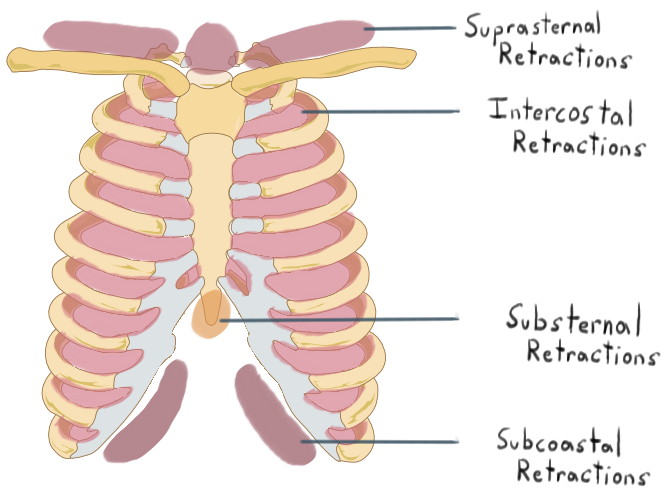 Suprasternal
Retractions
Intercostal
Retractions
Substernal
Retractions
Subcoastal
Retractions